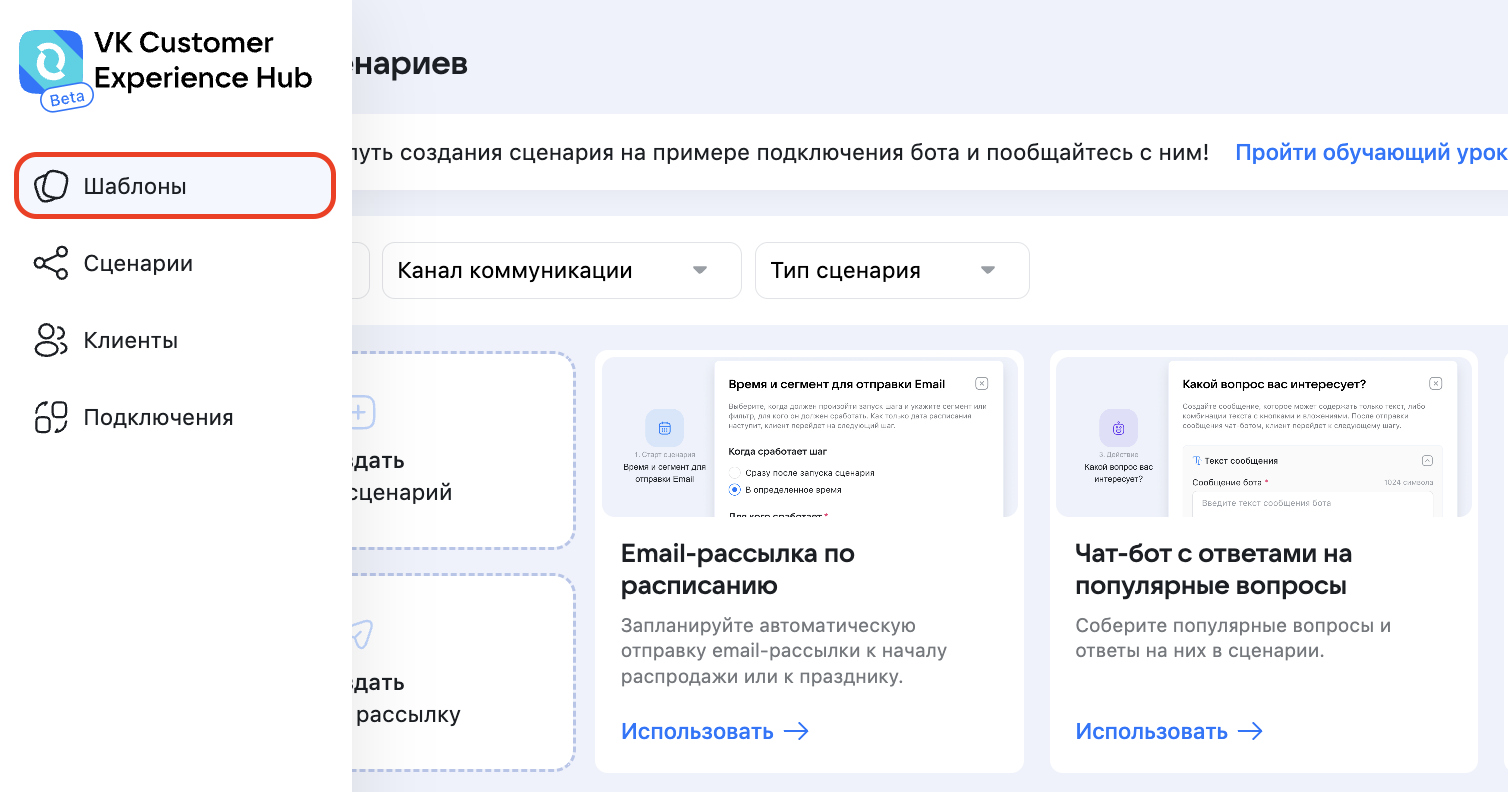 VK Customer
Experience Hub
Beta
Шаблоны
Сценарии
Клиенты
Подключения
енариев
путь создания сценария на примере подключения бота и пообщайтесь с ним!
Пройти обучающий урок
Канал коммуникации
Тип сценария
здать
сценарий
здать
рассылку
1. Старт сценария
Время и сегмент для
отправки Email
Время и сегмент для отправки Email
Выберите, когда должен произойти запуск шага и укажите сегмент или
фильтр, для кого он должен сработать. Как только дата расписания
наступит, клиент перейдет на следующий шаг.
Когда сработает шаг
Сразу после запуска сценария
В определенное время
Для кого сработает *
Email-рассылка по
расписанию
Запланируйте автоматическую
отправку email-рассылки к началу
распродажи или к празднику.
Использовать
3. Действие
Какой вопрос вас
интересует?
Какой вопрос вас интересует?
Создайте сообщение, которое может содержать только текст, либо
комбинации текста с кнопками и вложениями. После отправки
сообщения чат-ботом, клиент перейдет к следующему шагу.
Текст сообщения
Сообщение бота *
1024 символа
Введите текст сообщения бота
Чат-бот с ответами на
популярные вопросы
Соберите популярные вопросы и
ответы на них в сценарии.
Использовать